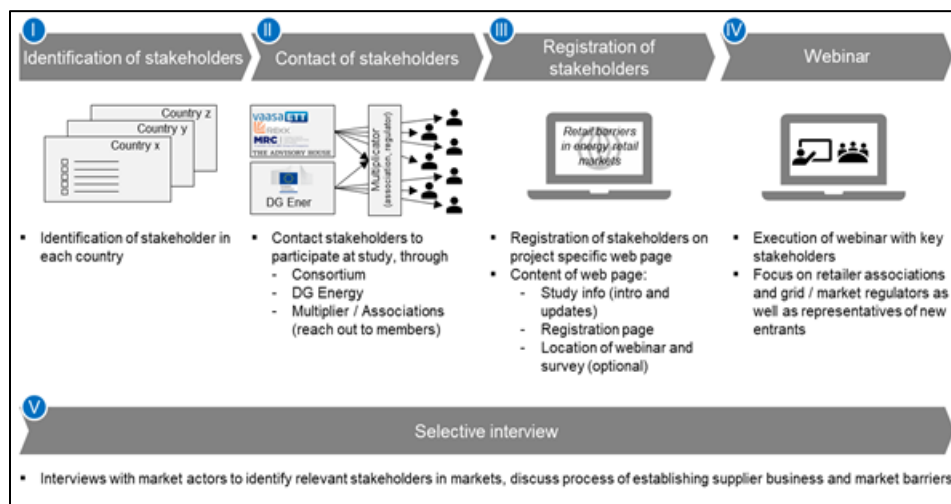 I
II
III
IV
Identification of stakeholders
Contact of stakeholders
Registration of
stakeholders
Webinar
Country z
Country y
Country x
vaasaETT
REKK
MRC
THE ADVISORY HOUSE
DG Ener
Multiplicator
(association, regulator)
Retail barriers
in energy retail
markets
▪ Identification of stakeholder in
each country
▪ Contact stakeholders to
participate at study, through
- Consortium
- DG Energy
- Multiplier / Associations
(reach out to members)
▪ Registration of stakeholders on
project specific web page
▪ Content of web page:
- Study info (intro and
updates)
- Registration page
- Location of webinar and
survey (optional)
▪ Execution of webinar with key
stakeholders
▪ Focus on retailer associations
and grid / market regulators as
well as representatives of new
entrants
V
Selective interview
▪ Interviews with market actors to identify relevant stakeholders in markets, discuss process of establishing supplier business and market barriers